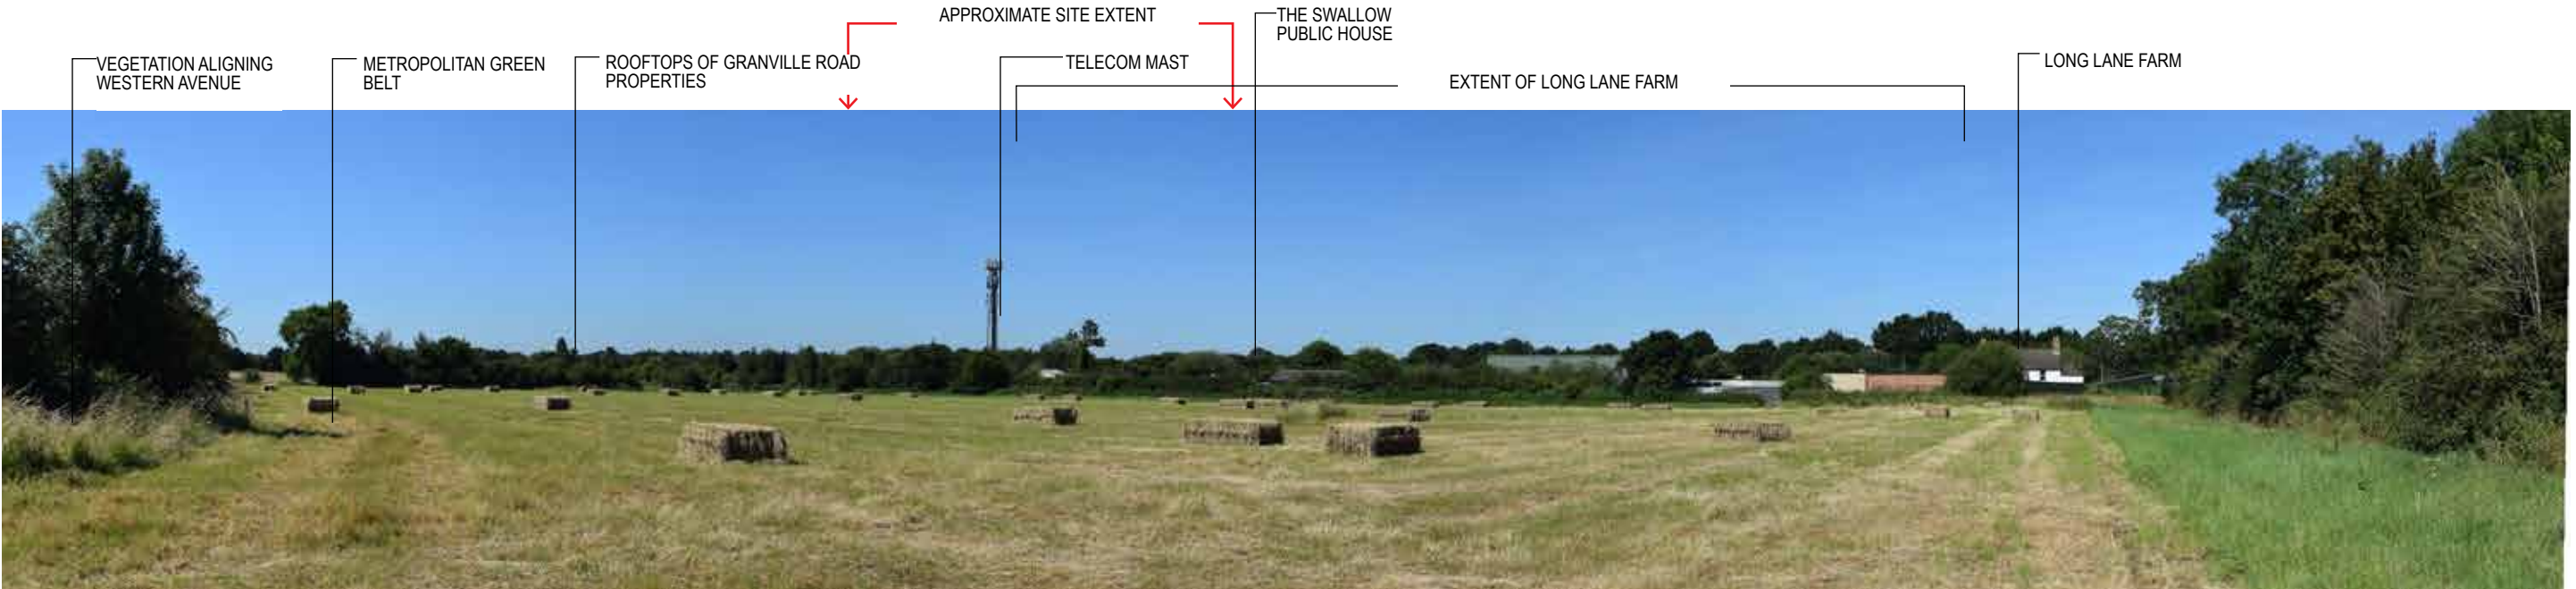 VEGETATION ALIGNING
WESTERN AVENUE
METROPOLITAN GREEN
BELT
ROOFTOPS OF GRANVILLE ROAD
PROPERTIES
APPROXIMATE SITE EXTENT
TELECOM MAST
THE SWALLOW
PUBLIC HOUSE
EXTENT OF LONG LANE FARM
LONG LANE FARM